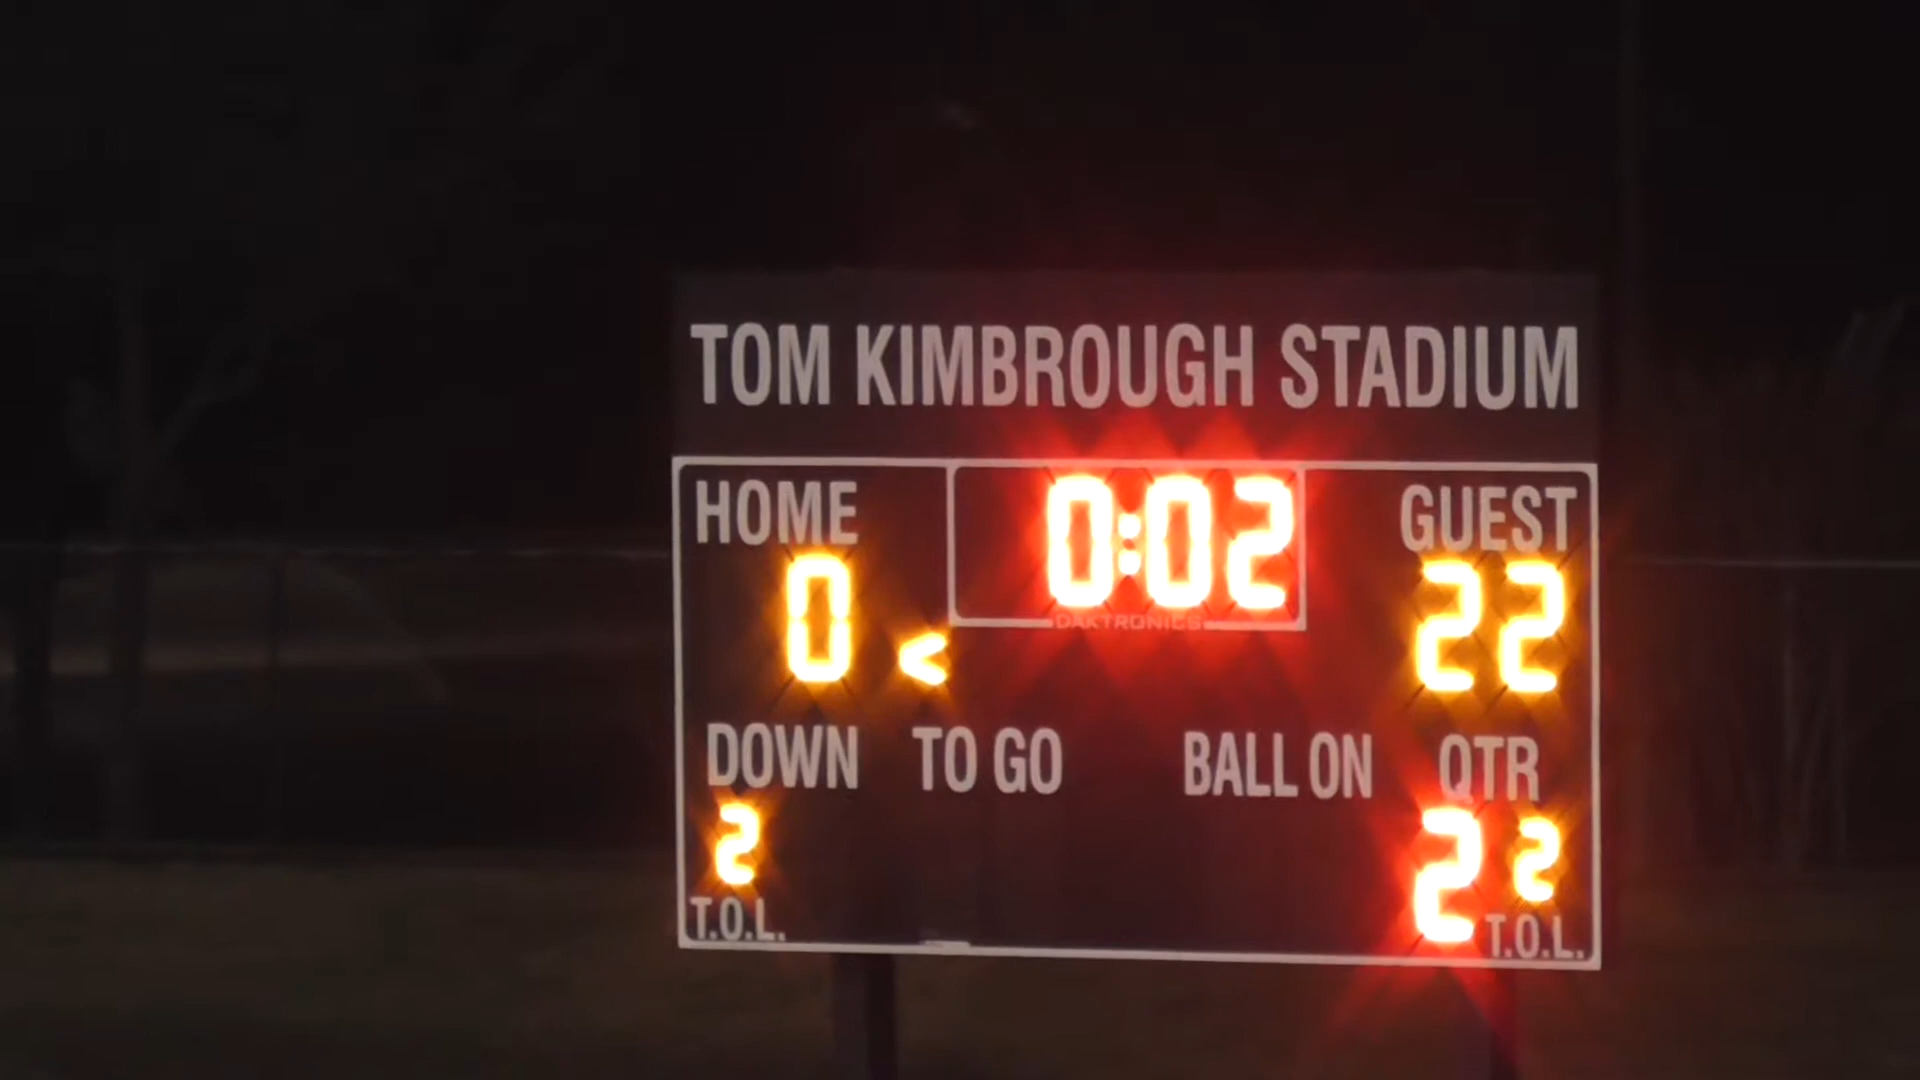 TOM KIMBROUGH STADIUM
HOME 0:02 GUEST
DAKTRONICS
0 < 22
DOWN TO GO BALL ON QTR
2 2 2
T.O.L. T.O.L.